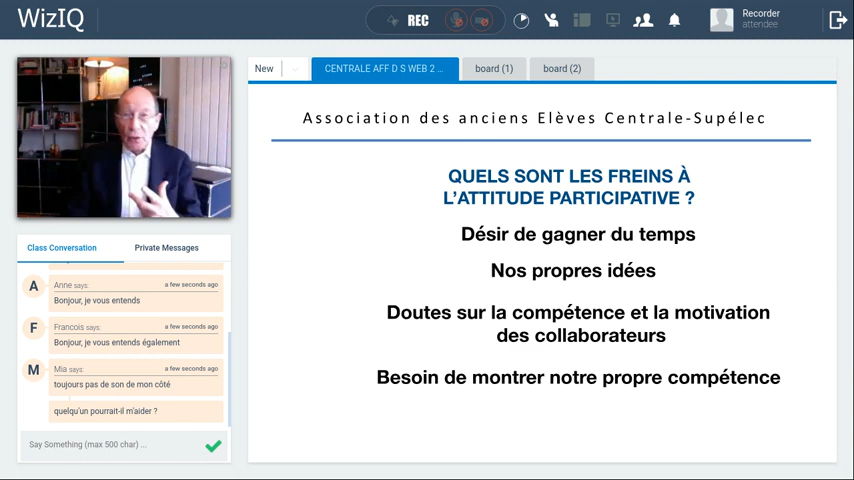 WizIQ
REC
Recorder
attendee
New
CENTRALE AFF D S WEB 2 ...
board (1)
board (2)
Association des anciens Elèves Centrale-Supélec
QUELS SONT LES FREINS À
L'ATTITUDE PARTICIPATIVE ?
Désir de gagner du temps
Nos propres idées
Doutes sur la compétence et la motivation
des collaborateurs
Besoin de montrer notre propre compétence
Class Conversation
Private Messages
A
Anne says:
a few seconds ago
Bonjour, je vous entends
F
Francois says:
a few seconds ago
Bonjour, je vous entends également
M
Mia says:
a few seconds ago
toujours pas de son de mon côté
quelqu'un pourrait-il m'aider ?
Say Something (max 500 char) ...